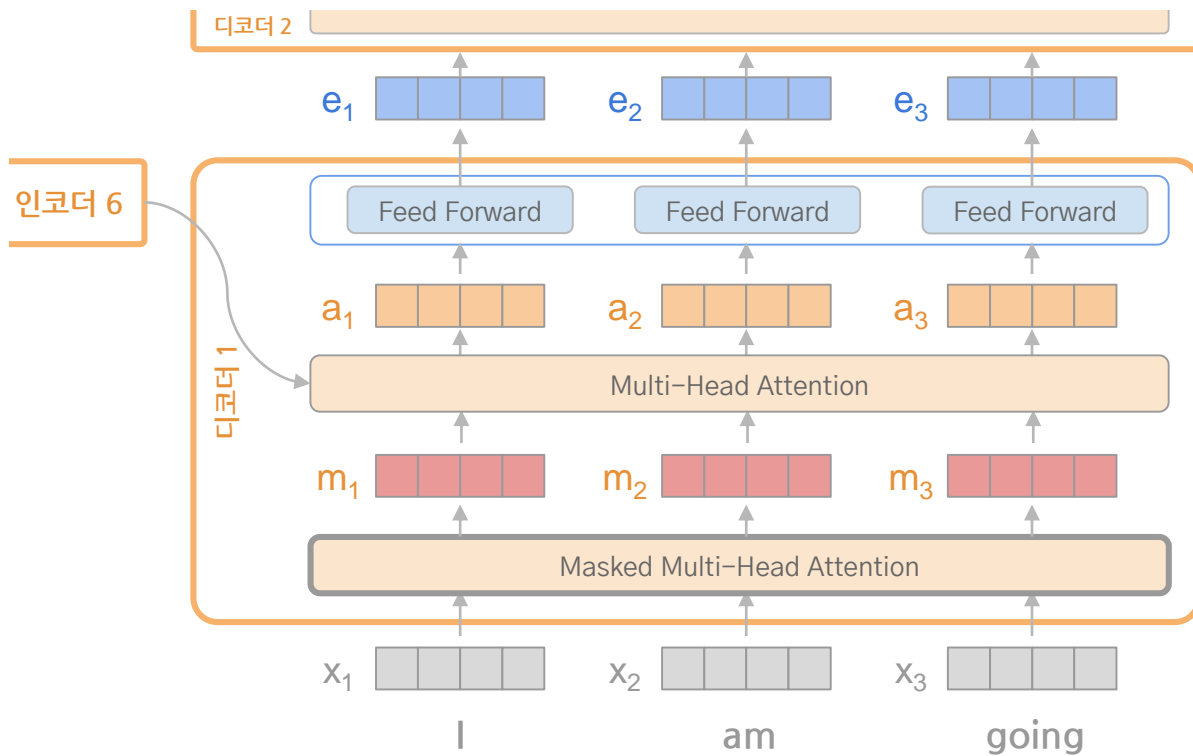 디코더 2
e1 e2 e3
인코더 6
Feed Forward Feed Forward Feed Forward
a1 a2 a3
디코더 1
Multi-Head Attention
m1 m2 m3
Masked Multi-Head Attention
x1 x2 x3
I am going